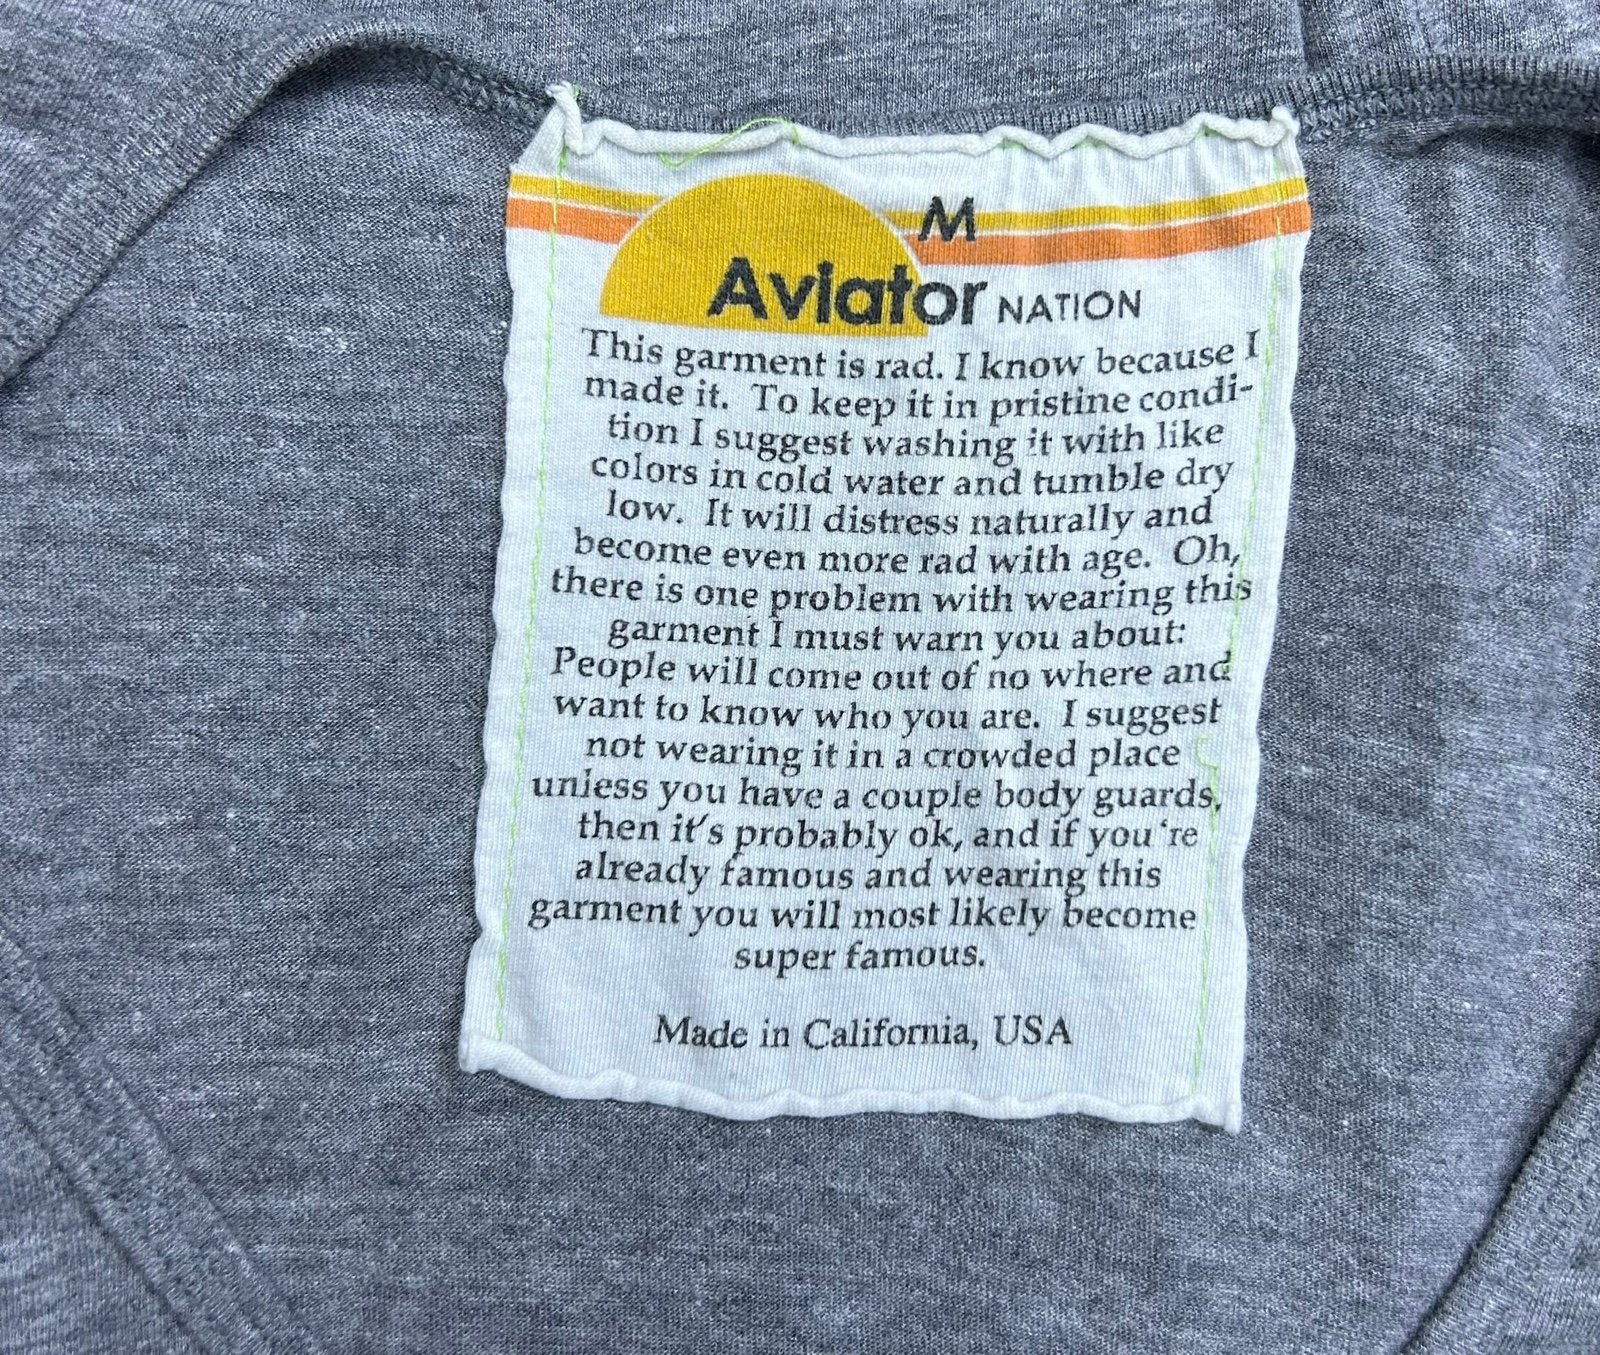 M
Aviator NATION
This garment is rad. I know because I
made it. To keep it in pristine condi-
tion I suggest washing it with like
colors in cold water and tumble dry
low. It will distress naturally and
become even more rad with age. Oh,
there is one problem with wearing this
garment I must warn you about:
People will come out of no where and
want to know who you are. I suggest
not wearing it in a crowded place
unless you have a couple body guards,
then it's probably ok, and if you're
already famous and wearing this
garment you will most likely become
super famous.
Made in California, USA